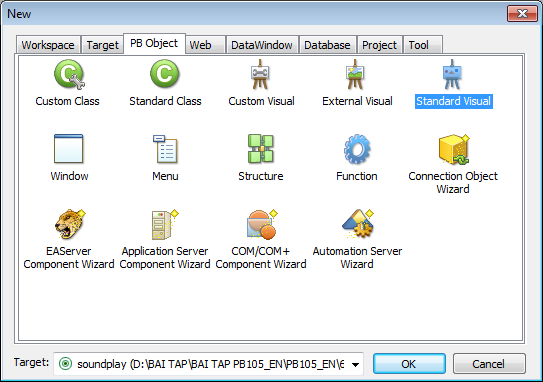 New
Workspace Target PB Object Web DataWindow Database Project Tool
Custom Class Standard Class Custom Visual External Visual Standard Visual
Window Menu Structure Function Connection Object
Wizard
EAServer Application Server COM/COM+ Automation Server
Component Wizard Component Wizard Component Wizard Wizard
Target: soundplay (D:\BAI TAP\BAI TAP PB105_EN\PB105_EN\6 OK Cancel